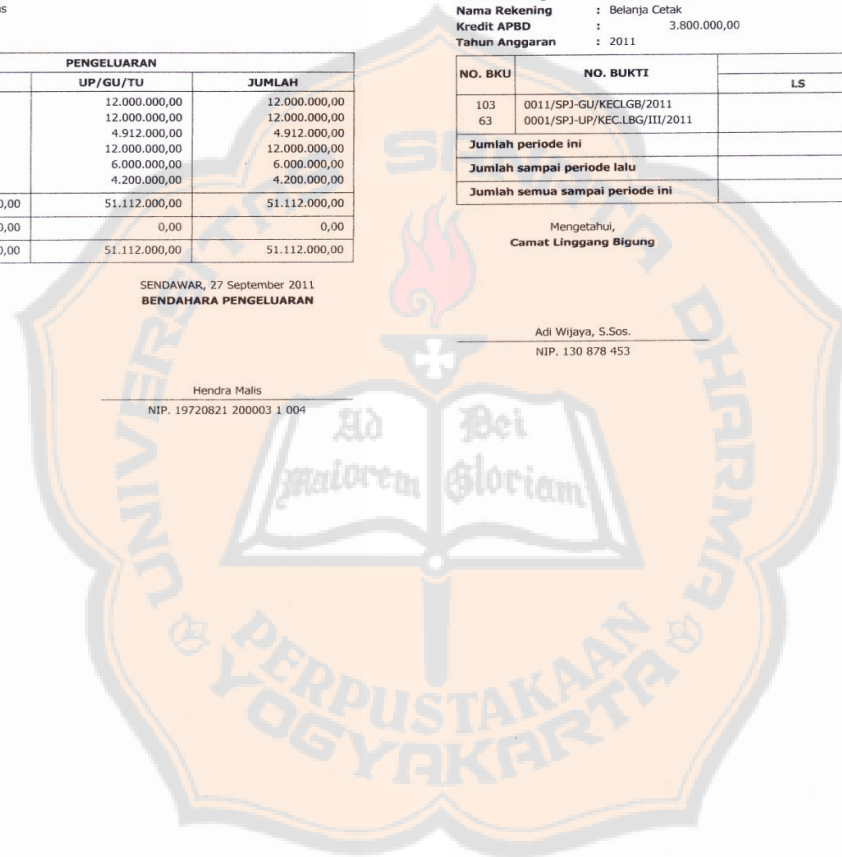 PENGELUARAN
UP/GU/TU JUMLAH
12.000.000,00 12.000.000,00
12.000.000,00 12.000.000,00
4.912.000,00 4.912.000,00
12.000.000,00 12.000.000,00
6.000.000,00 6.000.000,00
4.200.000,00 4.200.000,00
0,00 51.112.000,00 51.112.000,00
0,00 0,00 0,00
0,00 51.112.000,00 51.112.000,00
SENDAWAR, 27 September 2011
BENDAHARA PENGELUARAN
Hendra Malis
NIP. 19720821 200003 1 004
Nama Rekening : Belanja Cetak
Kredit APBD : 3.800.000,00
Tahun Anggaran : 2011
NO. BKU NO. BUKTI
LS
103 0011/SPJ-GU/KECLGB/2011
63 0001/SPJ-UP/KEC.LBG/III/2011
Jumlah periode ini
Jumlah sampai periode lalu
Jumlah semua sampai periode ini
Mengetahui,
Camat Linggang Bigung
Adi Wijaya, S.Sos.
NIP. 130 878 453
UNIVERSITAS SANATA DHARMA
Ad Dei
Maiorem Gloriam
PERPUSTAKAAN
YOGYAKARTA